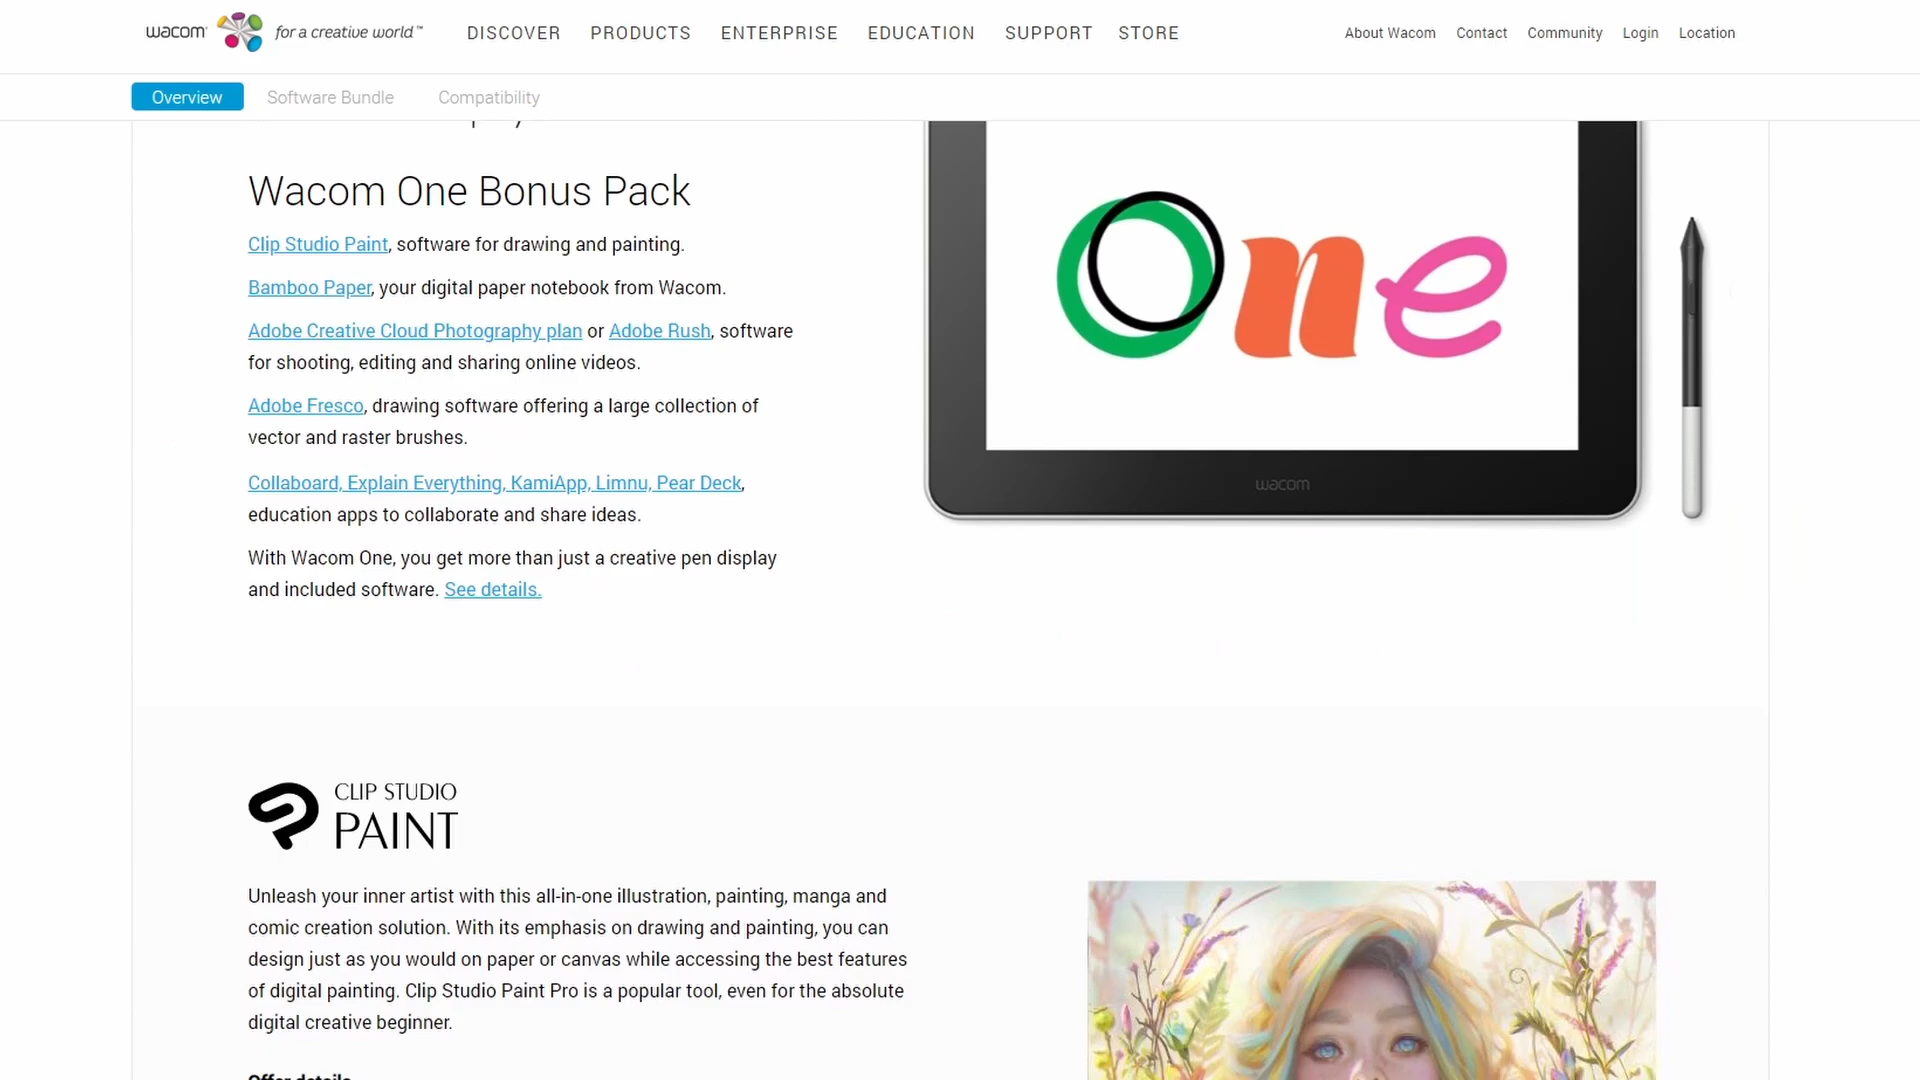 wacom for a creative world™ DISCOVER PRODUCTS ENTERPRISE EDUCATION SUPPORT STORE About Wacom Contact Community Login Location
Overview Software Bundle Compatibility
Wacom One Bonus Pack
Clip Studio Paint, software for drawing and painting.
Bamboo Paper, your digital paper notebook from Wacom.
Adobe Creative Cloud Photography plan or Adobe Rush, software
for shooting, editing and sharing online videos.
Adobe Fresco, drawing software offering a large collection of
vector and raster brushes.
Collaboard, Explain Everything, KamiApp, Limnu, Pear Deck,
education apps to collaborate and share ideas.
With Wacom One, you get more than just a creative pen display
and included software. See details.
One
wacom
CLIP STUDIO
PAINT
Unleash your inner artist with this all-in-one illustration, painting, manga and
comic creation solution. With its emphasis on drawing and painting, you can
design just as you would on paper or canvas while accessing the best features
of digital painting. Clip Studio Paint Pro is a popular tool, even for the absolute
digital creative beginner.
Offer details